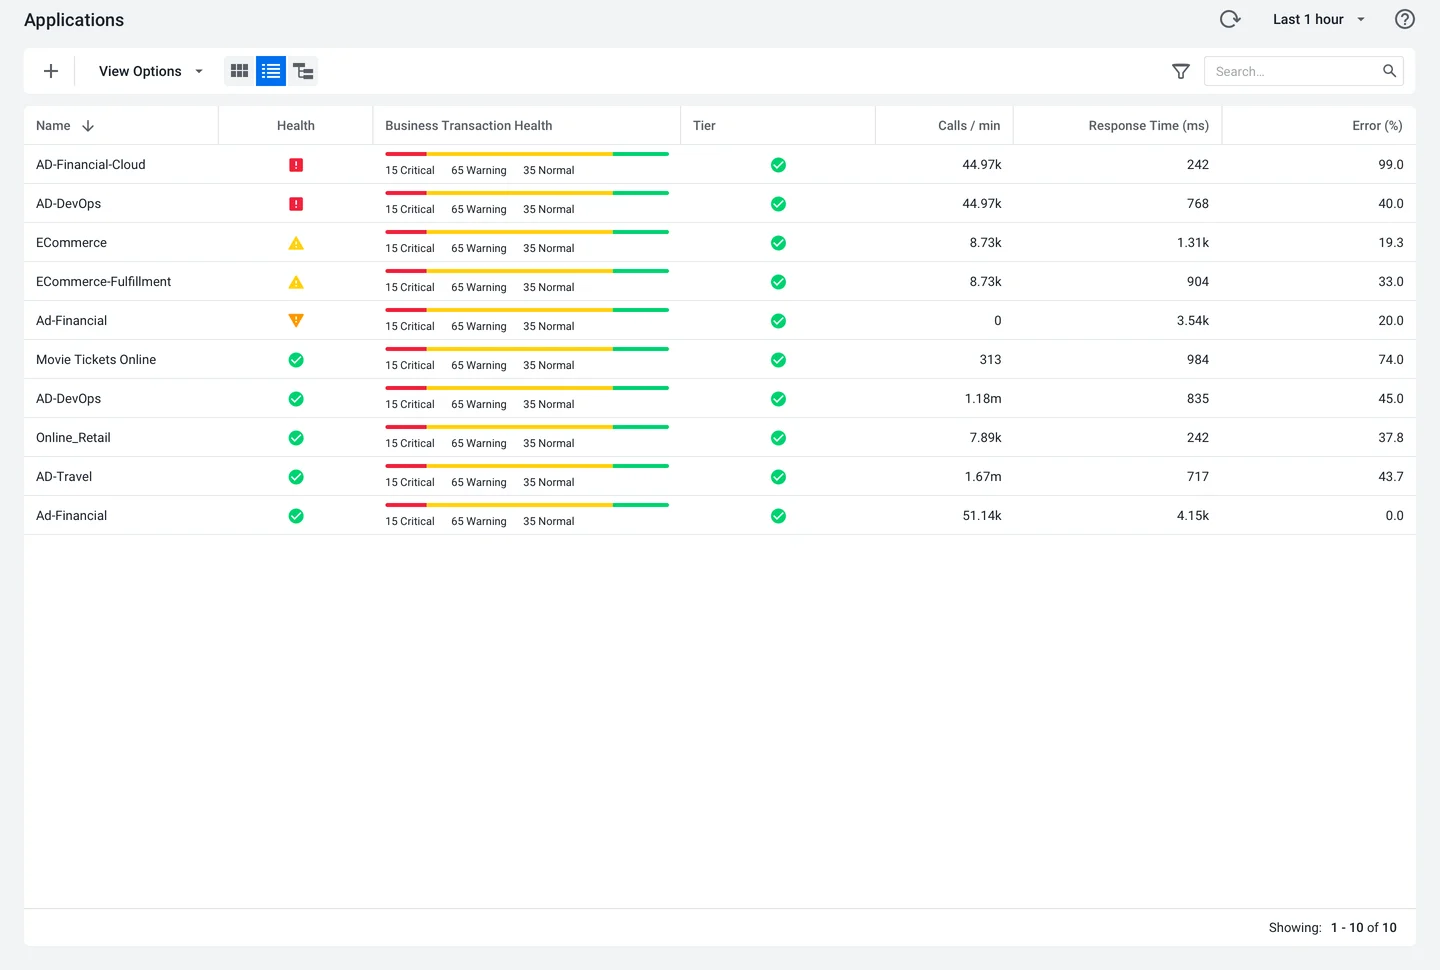 Applications
Last 1 hour
View Options
Search...
Name Health Business Transaction Health Tier Calls / min Response Time (ms) Error (%)
AD-Financial-Cloud 15 Critical 65 Warning 35 Normal 44.97k 242 99.0
AD-DevOps 15 Critical 65 Warning 35 Normal 44.97k 768 40.0
ECommerce 15 Critical 65 Warning 35 Normal 8.73k 1.31k 19.3
ECommerce-Fulfillment 15 Critical 65 Warning 35 Normal 8.73k 904 33.0
Ad-Financial 15 Critical 65 Warning 35 Normal 0 3.54k 20.0
Movie Tickets Online 15 Critical 65 Warning 35 Normal 313 984 74.0
AD-DevOps 15 Critical 65 Warning 35 Normal 1.18m 835 45.0
Online_Retail 15 Critical 65 Warning 35 Normal 7.89k 242 37.8
AD-Travel 15 Critical 65 Warning 35 Normal 1.67m 717 43.7
Ad-Financial 15 Critical 65 Warning 35 Normal 51.14k 4.15k 0.0
Showing: 1 - 10 of 10